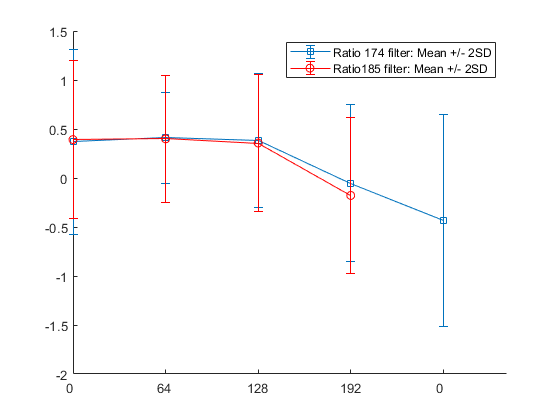 1.5
1
0.5
0
-0.5
-1
-1.5
-2
0 64 128 192 0
Ratio 174 filter: Mean +/- 2SD
Ratio185 filter: Mean +/- 2SD